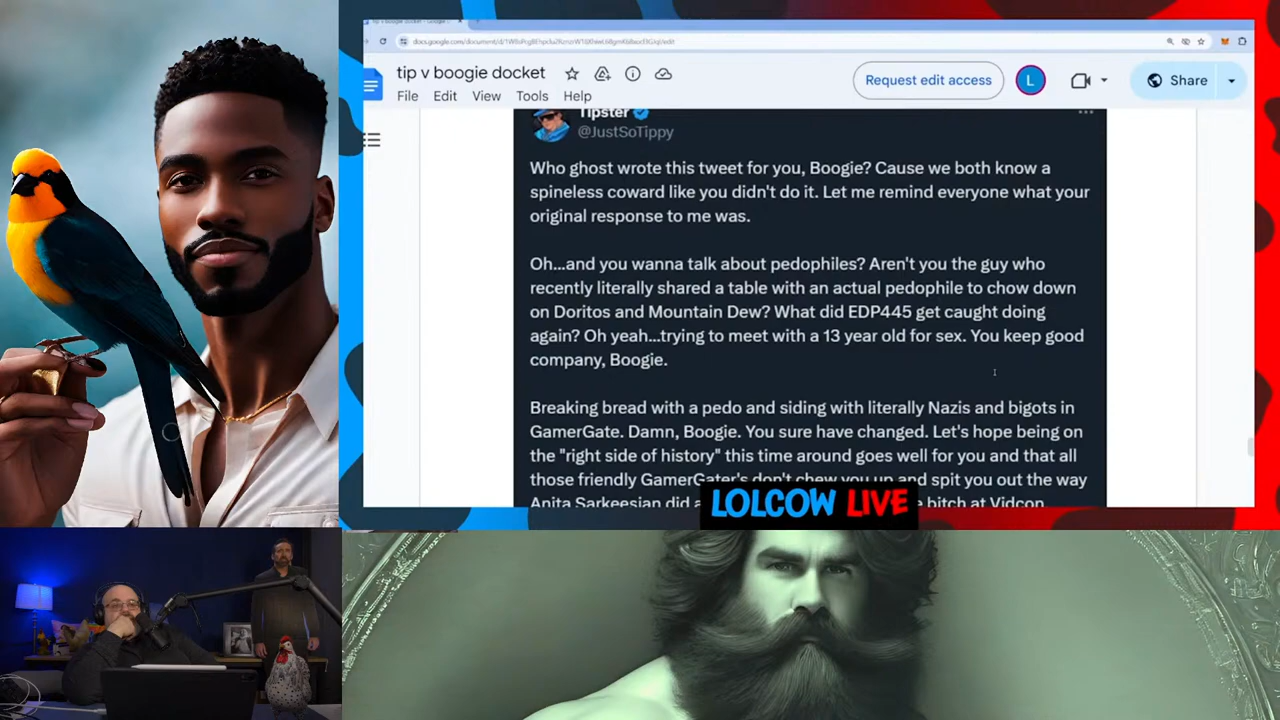 tip v boogie docket
Request edit access
L
Share
File Edit View Tools Help
Tipster
@JustSoTippy
Who ghost wrote this tweet for you, Boogie? Cause we both know a
spineless coward like you didn't do it. Let me remind everyone what your
original response to me was.
Oh...and you wanna talk about pedophiles? Aren't you the guy who
recently literally shared a table with an actual pedophile to chow down
on Doritos and Mountain Dew? What did EDP445 get caught doing
again? Oh yeah...trying to meet with a 13 year old for sex. You keep good
company, Boogie.
Breaking bread with a pedo and siding with literally Nazis and bigots in
GamerGate. Damn, Boogie. You sure have changed. Let's hope being on
the "right side of history" this time around goes well for you and that all
those friendly GamerGater's don't chew you up and spit you out the way
Anita Sarkeesian did bitch at Vidcon
LOLCOW LIVE